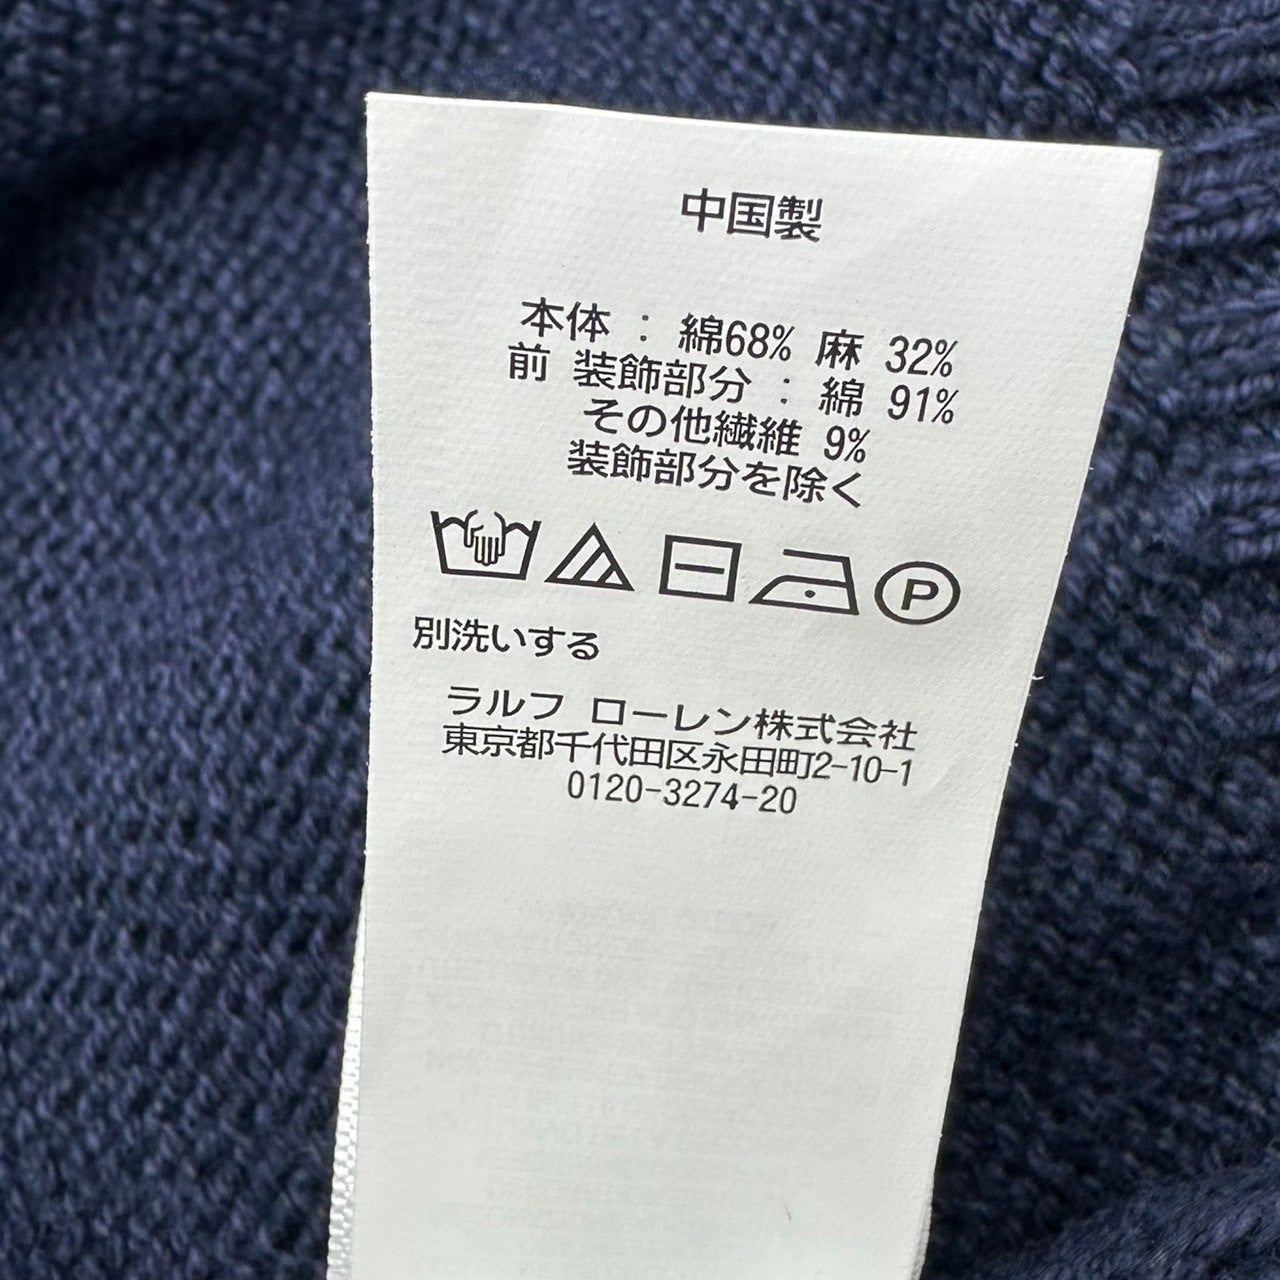 中国製
本体 : 綿68% 麻 32%
前 装飾部分 : 綿 91%
その他繊維 9%
装飾部分を除く
P
別洗いする
ラルフ ローレン株式会社
東京都千代田区永田町2-10-1
0120-3274-20